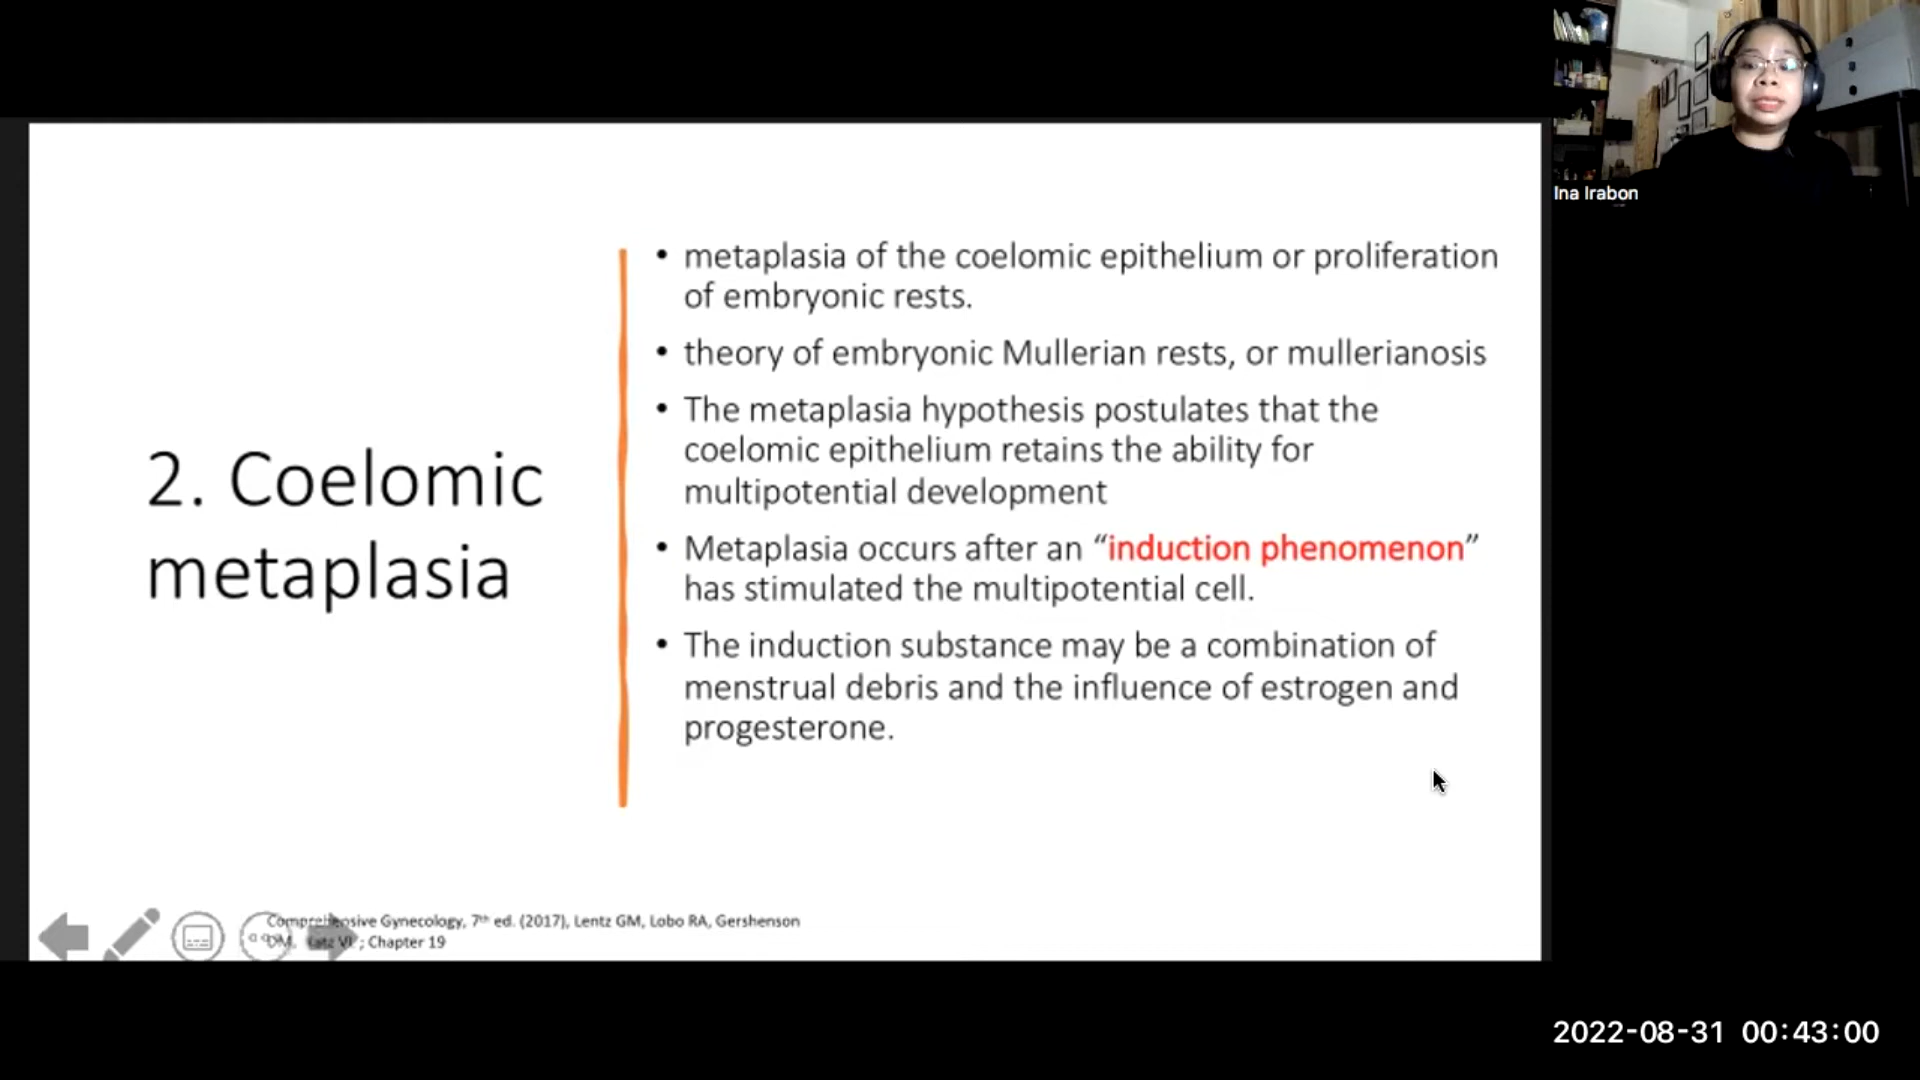 Ina Irabon
2. Coelomic
metaplasia
• metaplasia of the coelomic epithelium or proliferation
of embryonic rests.
• theory of embryonic Mullerian rests, or mullerianosis
• The metaplasia hypothesis postulates that the
coelomic epithelium retains the ability for
multipotential development
• Metaplasia occurs after an “induction phenomenon”
has stimulated the multipotential cell.
• The induction substance may be a combination of
menstrual debris and the influence of estrogen and
progesterone.
Comprehensive Gynecology, 7th ed. (2017), Lentz GM, Lobo RA, Gershenson
DM, Katz VL ; Chapter 19
2022-08-31 00:43:00